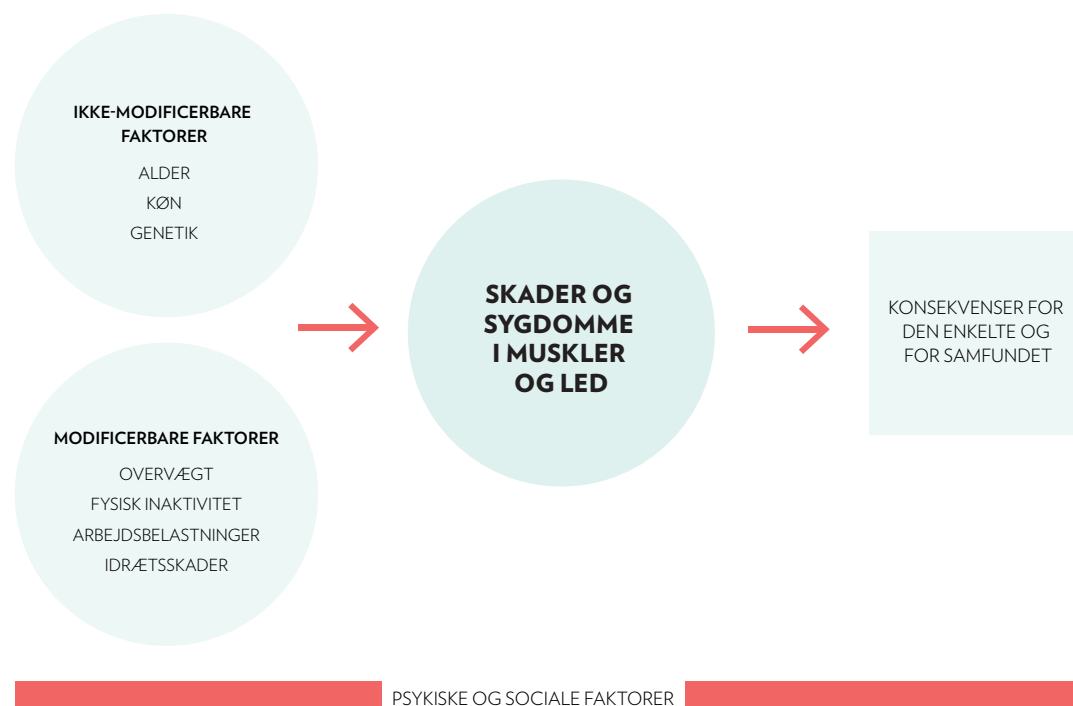 IKKE-MODIFICERBARE
FAKTORER
ALDER
KØN
GENETIK
MODIFICERBARE FAKTORER
OVERVÆGT
FYSISK INAKTIVITET
ARBEJDSBELASTNINGER
IDRÆTSSKADER
SKADER OG
SYGDOMME
I MUSKLER
OG LED
KONSEKVENSER FOR
DEN ENKELTE OG
FOR SAMFUNDET
PSYKISKE OG SOCIALE FAKTORER